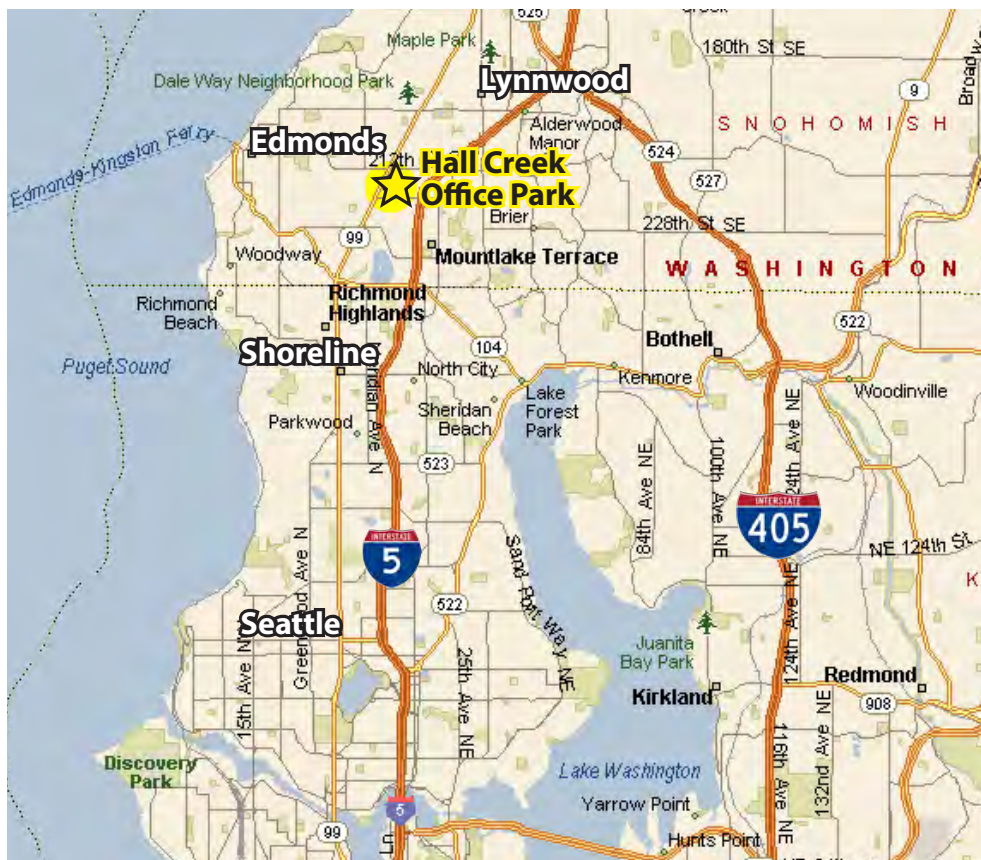 525
Maple Park
180th St SE
Dale Way Neighborhood Park
Lynnwood
9
Alderwood
Manor
SNOHOMISH
Edmonds-Kingston Ferry
Edmonds
212th
524
Hall Creek
Office Park
527
Brier
228th St SE
99
Woodway
Mountlake Terrace
WASHINGTON
Richmond
Beach
Richmond
Highlands
522
Bothell
104
Shoreline
Puget Sound
North City
Kenmore
Woodinville
Lake
Forest
Park
Sheridan
Beach
Parkwood
523
84th Ave NE
100th Ave NE
24th Ave NE
INTERSTATE
405
INTERSTATE
5
NE 124th St
K
Sand Point Way NE
522
Seattle
Juanita
Bay Park
124th Ave NE
15th Ave NW
25th Ave NE
Kirkland
Redmond
908
Discovery
Park
Lake Washington
116th Ave NE
132nd Ave NE
Yarrow Point
5
99
Hunts Point